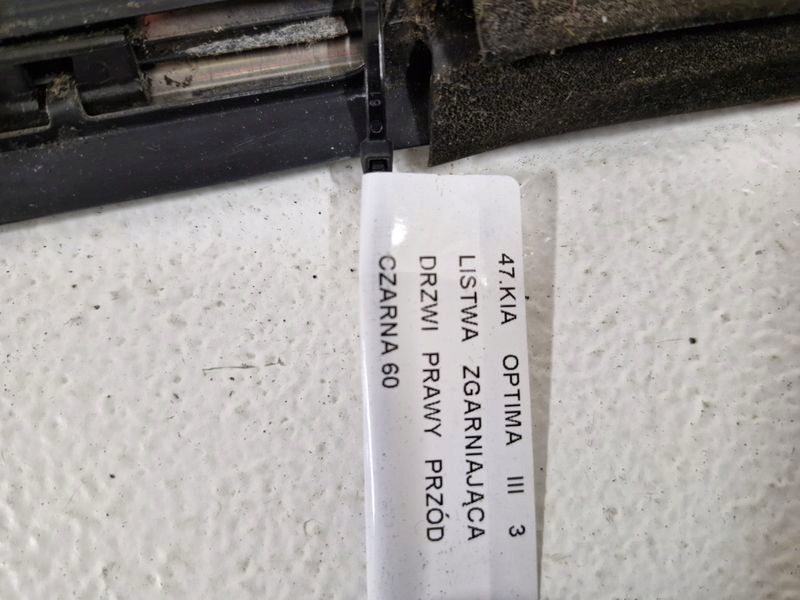 47.KIA OPTIMA III 3
LISTWA ZGARNIAJĄCA
DRZWI PRAWY PRZÓD
CZARNA 60